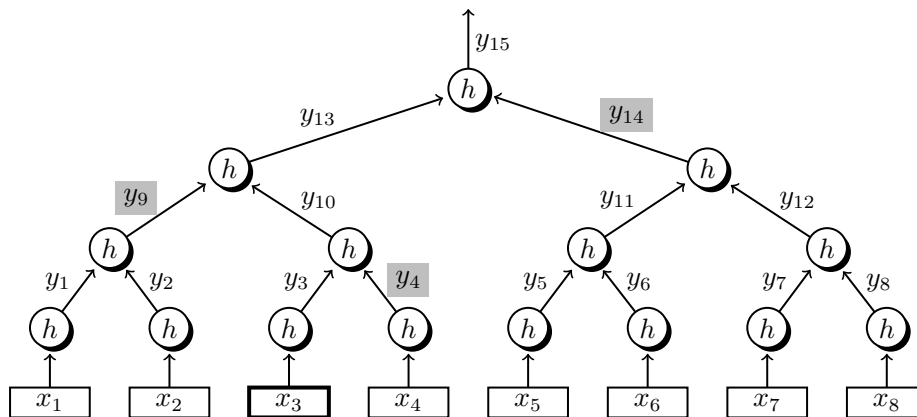 y₁₅
h
y₁₃ y₁₄
h h
y₉ y₁₀ y₁₁ y₁₂
h h h h
y₁ y₂ y₃ y₄ y₅ y₆ y₇ y₈
h h h h h h h h
x₁ x₂ x₃ x₄ x₅ x₆ x₇ x₈